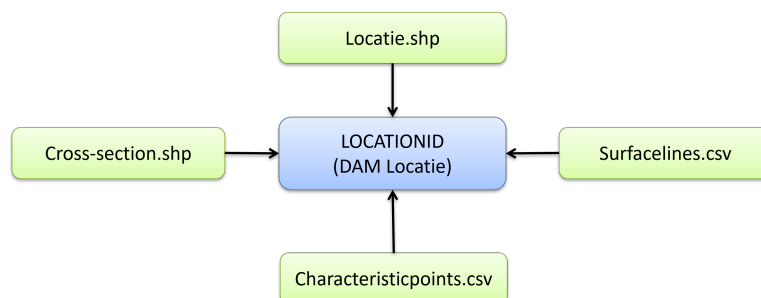 Locatie.shp
Cross-section.shp
LOCATIONID
(DAM Locatie)
Surfacelines.csv
Characteristicpoints.csv